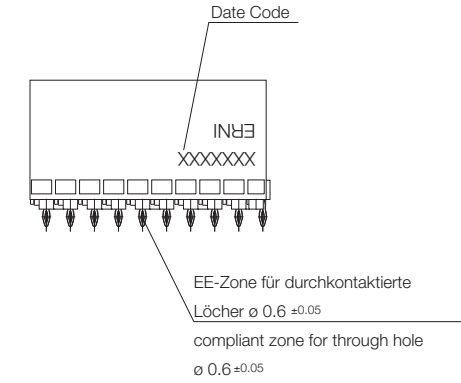 Date Code
ERNI
XXXXXXX
EE-Zone für durchkontaktierte
Löcher ø 0.6 ±0.05
compliant zone for through hole
ø 0.6 ±0.05